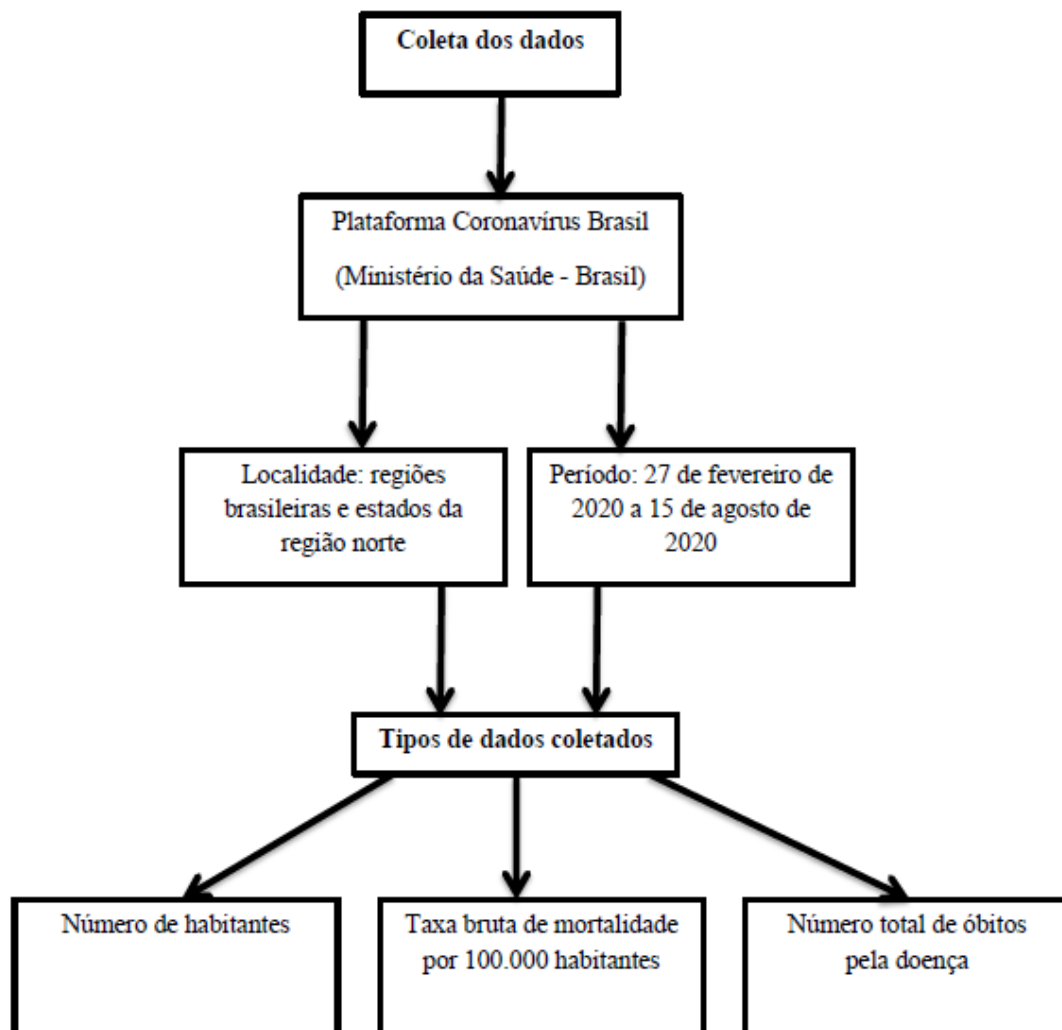 Coleta dos dados
Plataforma Coronavírus Brasil
(Ministério da Saúde - Brasil)
Localidade: regiões
brasileiras e estados da
região norte
Período: 27 de fevereiro de
2020 a 15 de agosto de
2020
Tipos de dados coletados
Número de habitantes
Taxa bruta de mortalidade
por 100.000 habitantes
Número total de óbitos
pela doença